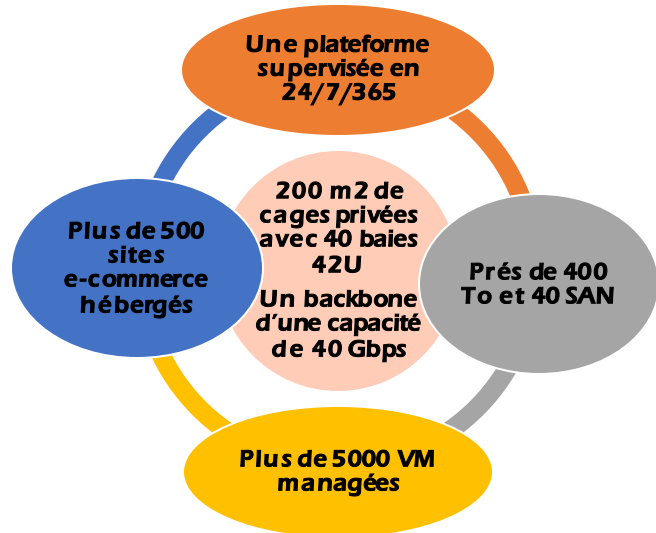 Une plateforme
supervisée en
24/7/365
Plus de 500
sites
e-commerce
hébergés
200 m2 de
cages privées
avec 40 baies
42U
Un backbone
d'une capacité
de 40 Gbps
Prés de 400
To et 40 SAN
Plus de 5000 VM
managées